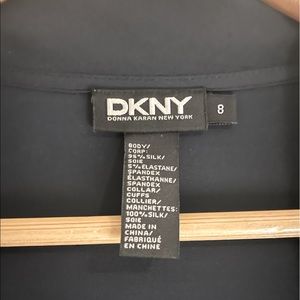 DKNY
DONNA KARAN NEW YORK
8
BODY/
CORP:
95% SILK/
SOIE
5% ELASTANE/
SPANDEX
ÉLASTHANNE/
SPANDEX
COLLAR/
CUFFS
COLLIER/
MANCHETTES:
100% SILK/
SOIE
MADE IN
CHINA/
FABRIQUÉ
EN CHINE